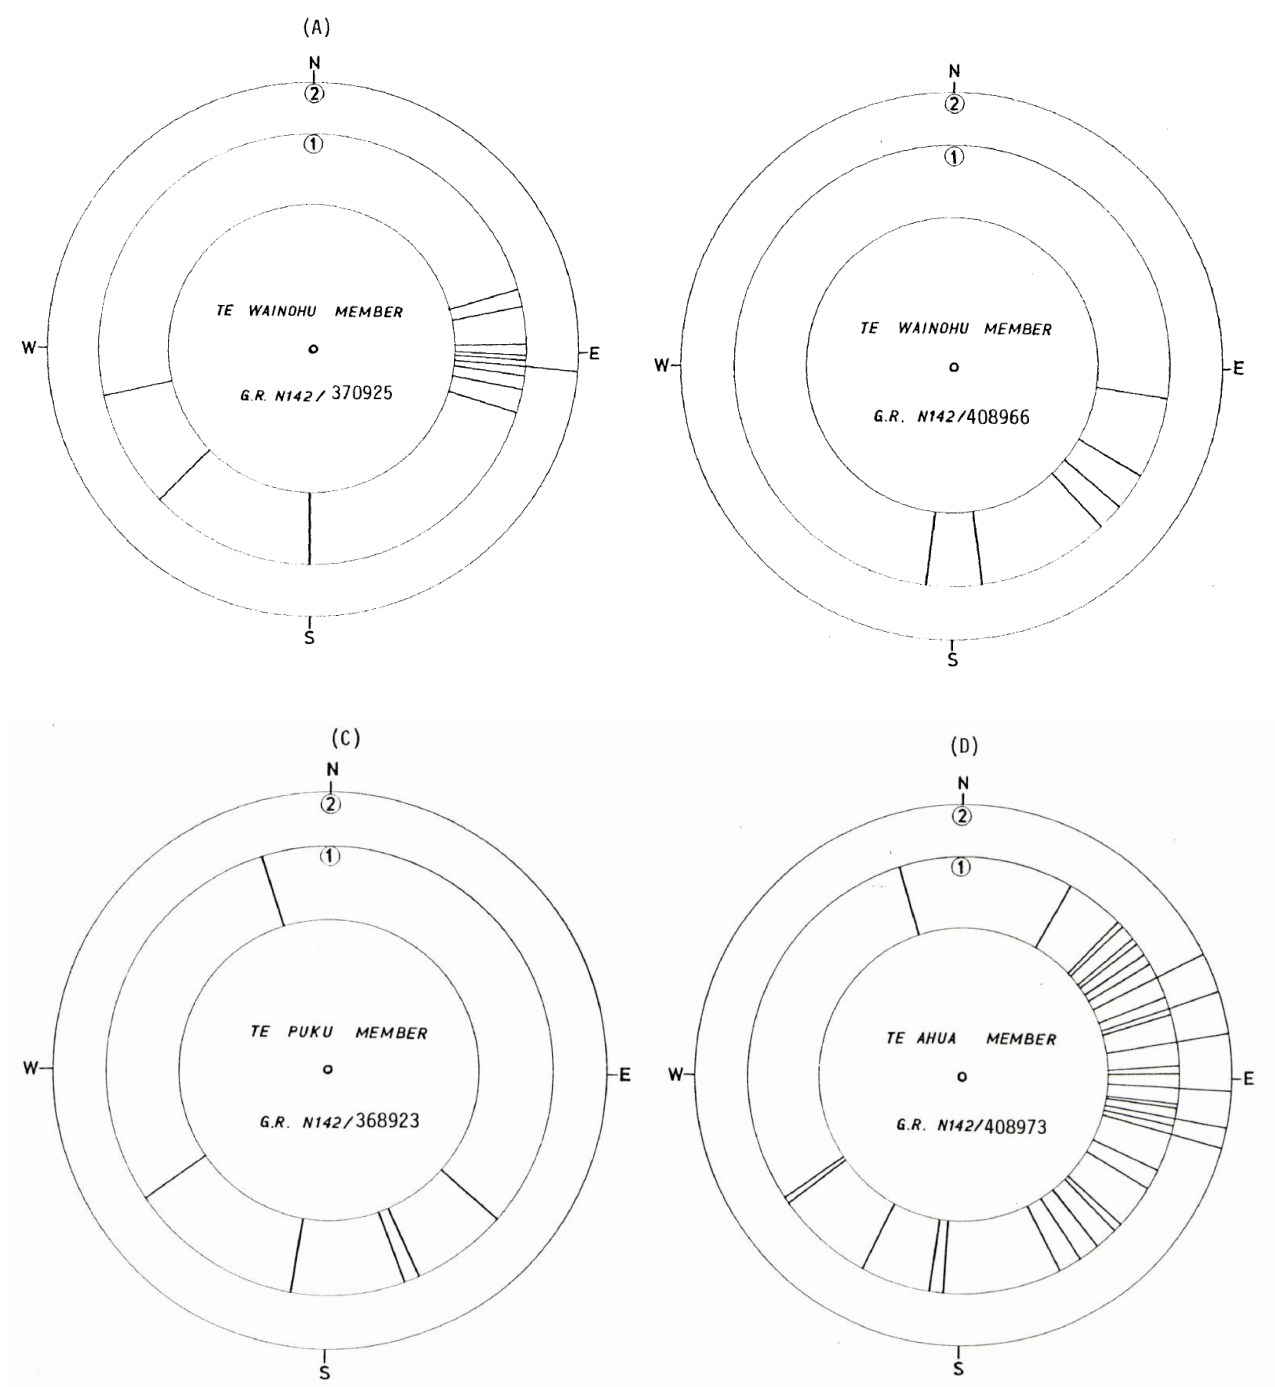 (A)
N
2
1
TE WAINOHU MEMBER
W
E
G.R. N142/370925
S
N
2
1
TE WAINOHU MEMBER
W
E
G.R. N142/408966
S
(C)
N
2
1
TE PUKU MEMBER
W
E
G.R. N142/368923
S
(D)
N
2
1
TE AHUA MEMBER
W
E
G.R. N142/408973
S